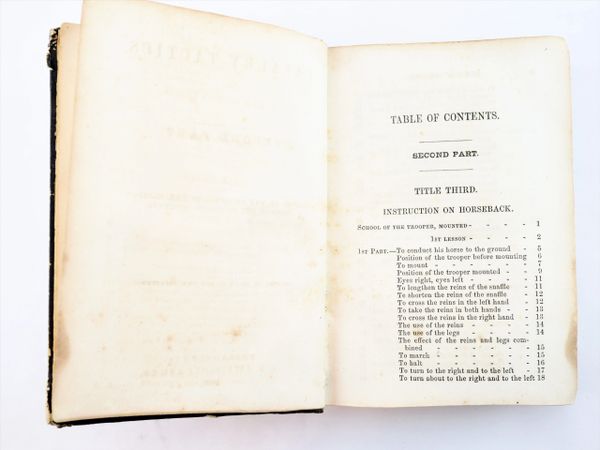 TABLE OF CONTENTS.
SECOND PART.
TITLE THIRD.
INSTRUCTION ON HORSEBACK.
SCHOOL OF THE TROOPER, MOUNTED - - - - 1
1ST LESSON - - - - 2
1ST PART.—To conduct his horse to the ground - 5
Position of the trooper before mounting 6
To mount - - - - - - 7
Position of the trooper mounted - - 9
Eyes right, eyes left - - - - 11
To lengthen the reins of the snaffle - 11
To shorten the reins of the snaffle - - 12
To cross the reins in the left hand - 12
To take the reins in both hands - - 13
To cross the reins in the right hand - 13
The use of the reins - - - - 14
The use of the legs - - - - 14
The effect of the reins and legs com-
bined - - - - - - 15
To march - - - - - - 15
To halt - - - - - - 16
To turn to the right and to the left - 17
To turn about to the right and to the left 18